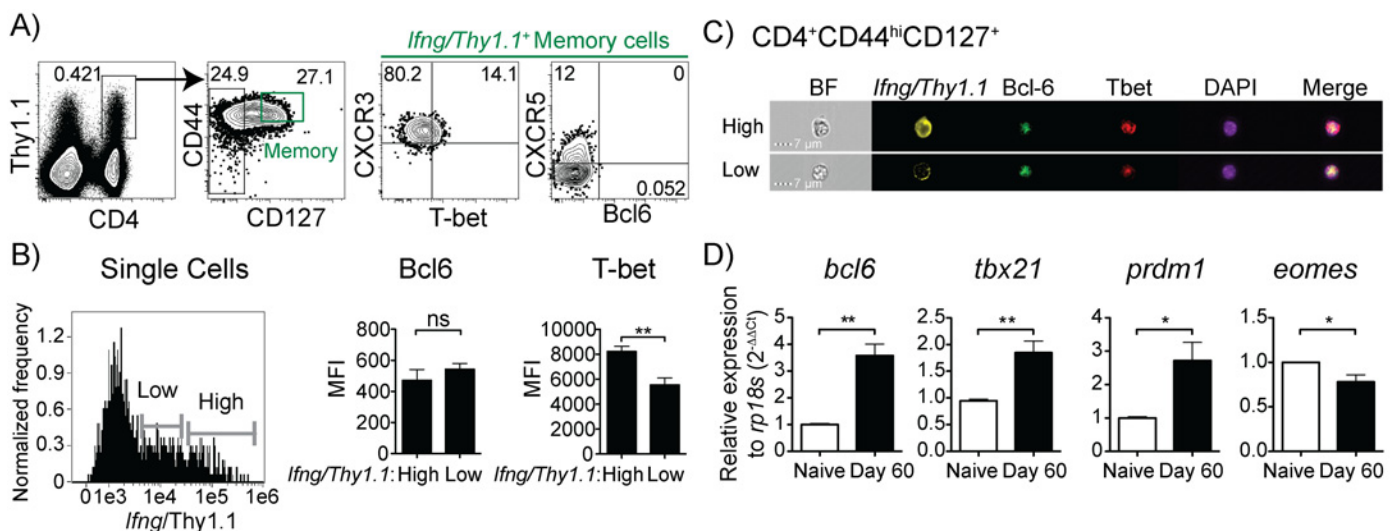 A)
Ifng/Thy1.1+ Memory cells
0.421
24.9
27.1
80.2
14.1
12
0
Thy1.1
CD44
Memory
CXCR3
CXCR5
0.052
CD4
CD127
T-bet
Bcl6
B)
Single Cells
Bcl6
T-bet
Normalized frequency
1.2
0.9
0.6
0.3
0
Low
High
01e3 1e4 1e5 1e6
Ifng/Thy1.1
MFI
800
600
400
200
0
ns
Ifng/Thy1.1:High Low
MFI
10000
8000
6000
4000
2000
0
**
Ifng/Thy1.1:High Low
C) CD4+CD44hiCD127+
BF Ifng/Thy1.1 Bcl-6 Tbet DAPI Merge
High
7 μm
Low
7 μm
D)
bcl6
tbx21
prdm1
eomes
Relative expression
to rp18s (2-ΔΔCt)
5
4
3
2
1
0
**
Naive Day 60
2.5
2.0
1.5
1.0
0.5
0.0
**
Naive Day 60
4
3
2
1
0
*
Naive Day 60
1.5
1.0
0.5
0.0
*
Naive Day 60